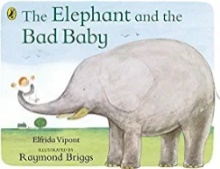 The Elephant and the
Bad Baby
Elfrida Vipont
ILLUSTRATED BY
Raymond Briggs